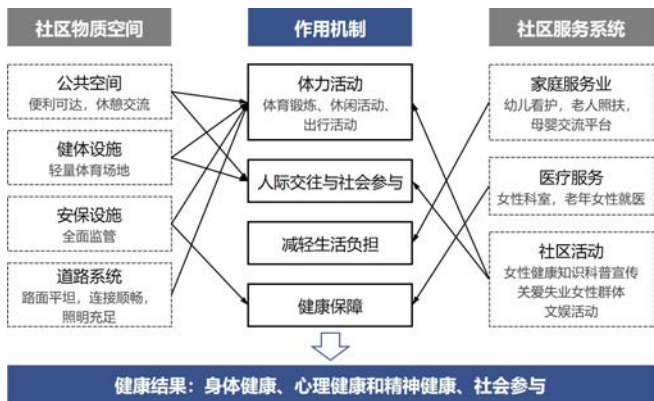 社区物质空间
公共空间
便利可达，休憩交流
健体设施
轻量体育场地
安保设施
全面监管
道路系统
路面平坦，连接顺畅，
照明充足
作用机制
体力活动
体育锻炼、休闲活动、
出行活动
人际交往与社会参与
减轻生活负担
健康保障
社区服务系统
家庭服务业
幼儿看护，老人照扶，
母婴交流平台
医疗服务
女性科室，老年女性就医
社区活动
女性健康知识科普宣传
关爱失业女性群体
文娱活动
健康结果：身体健康、心理健康和精神健康、社会参与